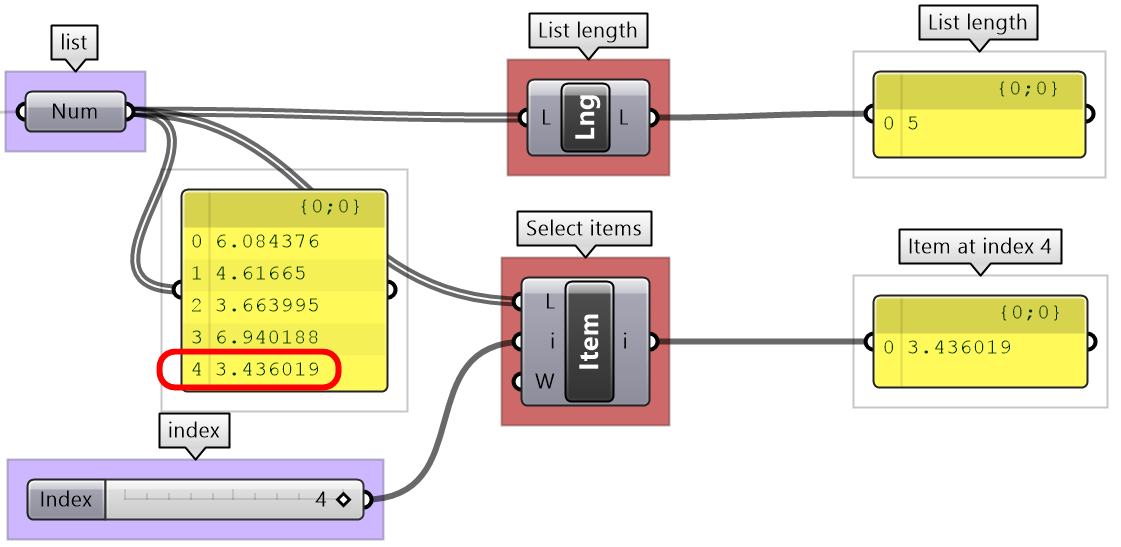 list
Num
List length
L Lng L
List length
{0;0}
0 5
{0;0}
0 6.084376
1 4.61665
2 3.663995
3 6.940188
4 3.436019
Select items
L
i Item i
W
Item at index 4
{0;0}
0 3.436019
index
Index 4